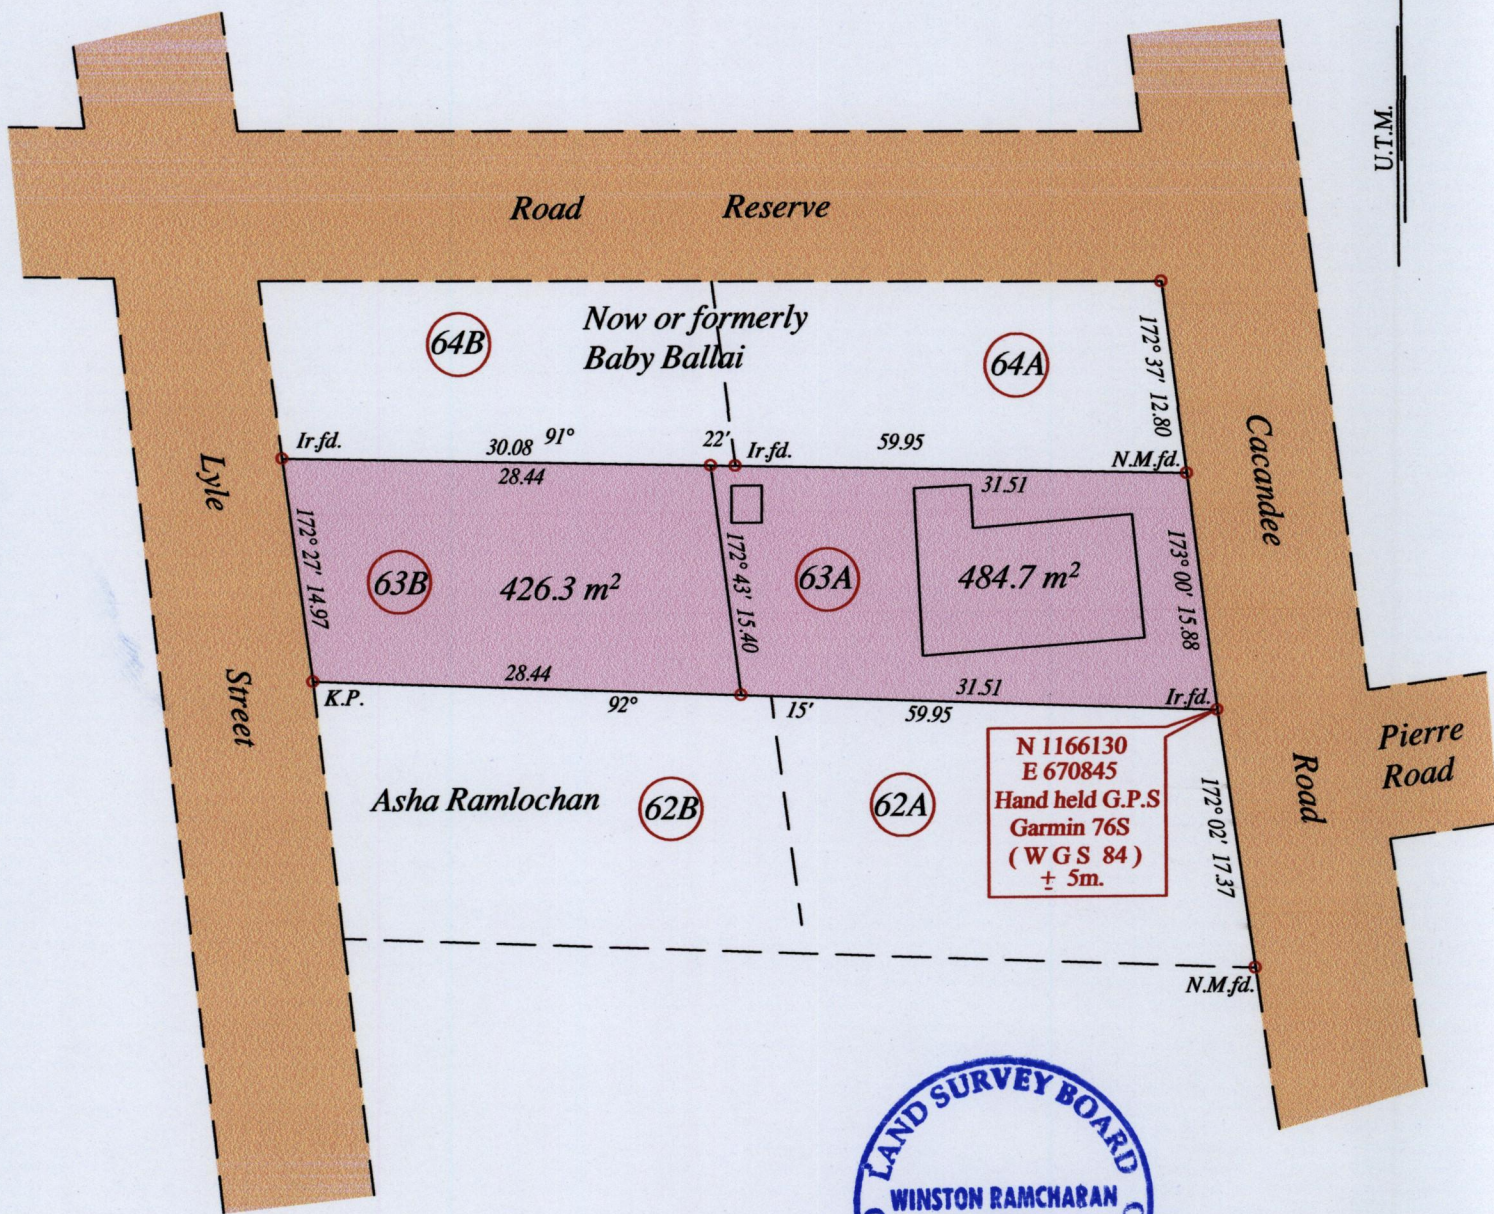 U.T.M.
Road Reserve
Now or formerly
Baby Ballai
64B
64A
172° 37' 12.80
Ir.fd.
30.08
91°
22'
Ir.fd.
59.95
N.M.fd.
28.44
31.51
Lyle
Street
Cacandee
Road
172° 27' 14.97
63B
426.3 m²
172° 43' 15.40
63A
484.7 m²
173° 00' 15.88
28.44
31.51
Ir.fd.
K.P.
92°
15'
59.95
Pierre
Road
N 1166130
E 670845
Hand held G.P.S
Garmin 76S
( W G S 84 )
± 5m.
172° 02' 17.37
Asha Ramlochan
62B
62A
N.M.fd.
LAND SURVEY BOARD
WINSTON RAMCHARAN